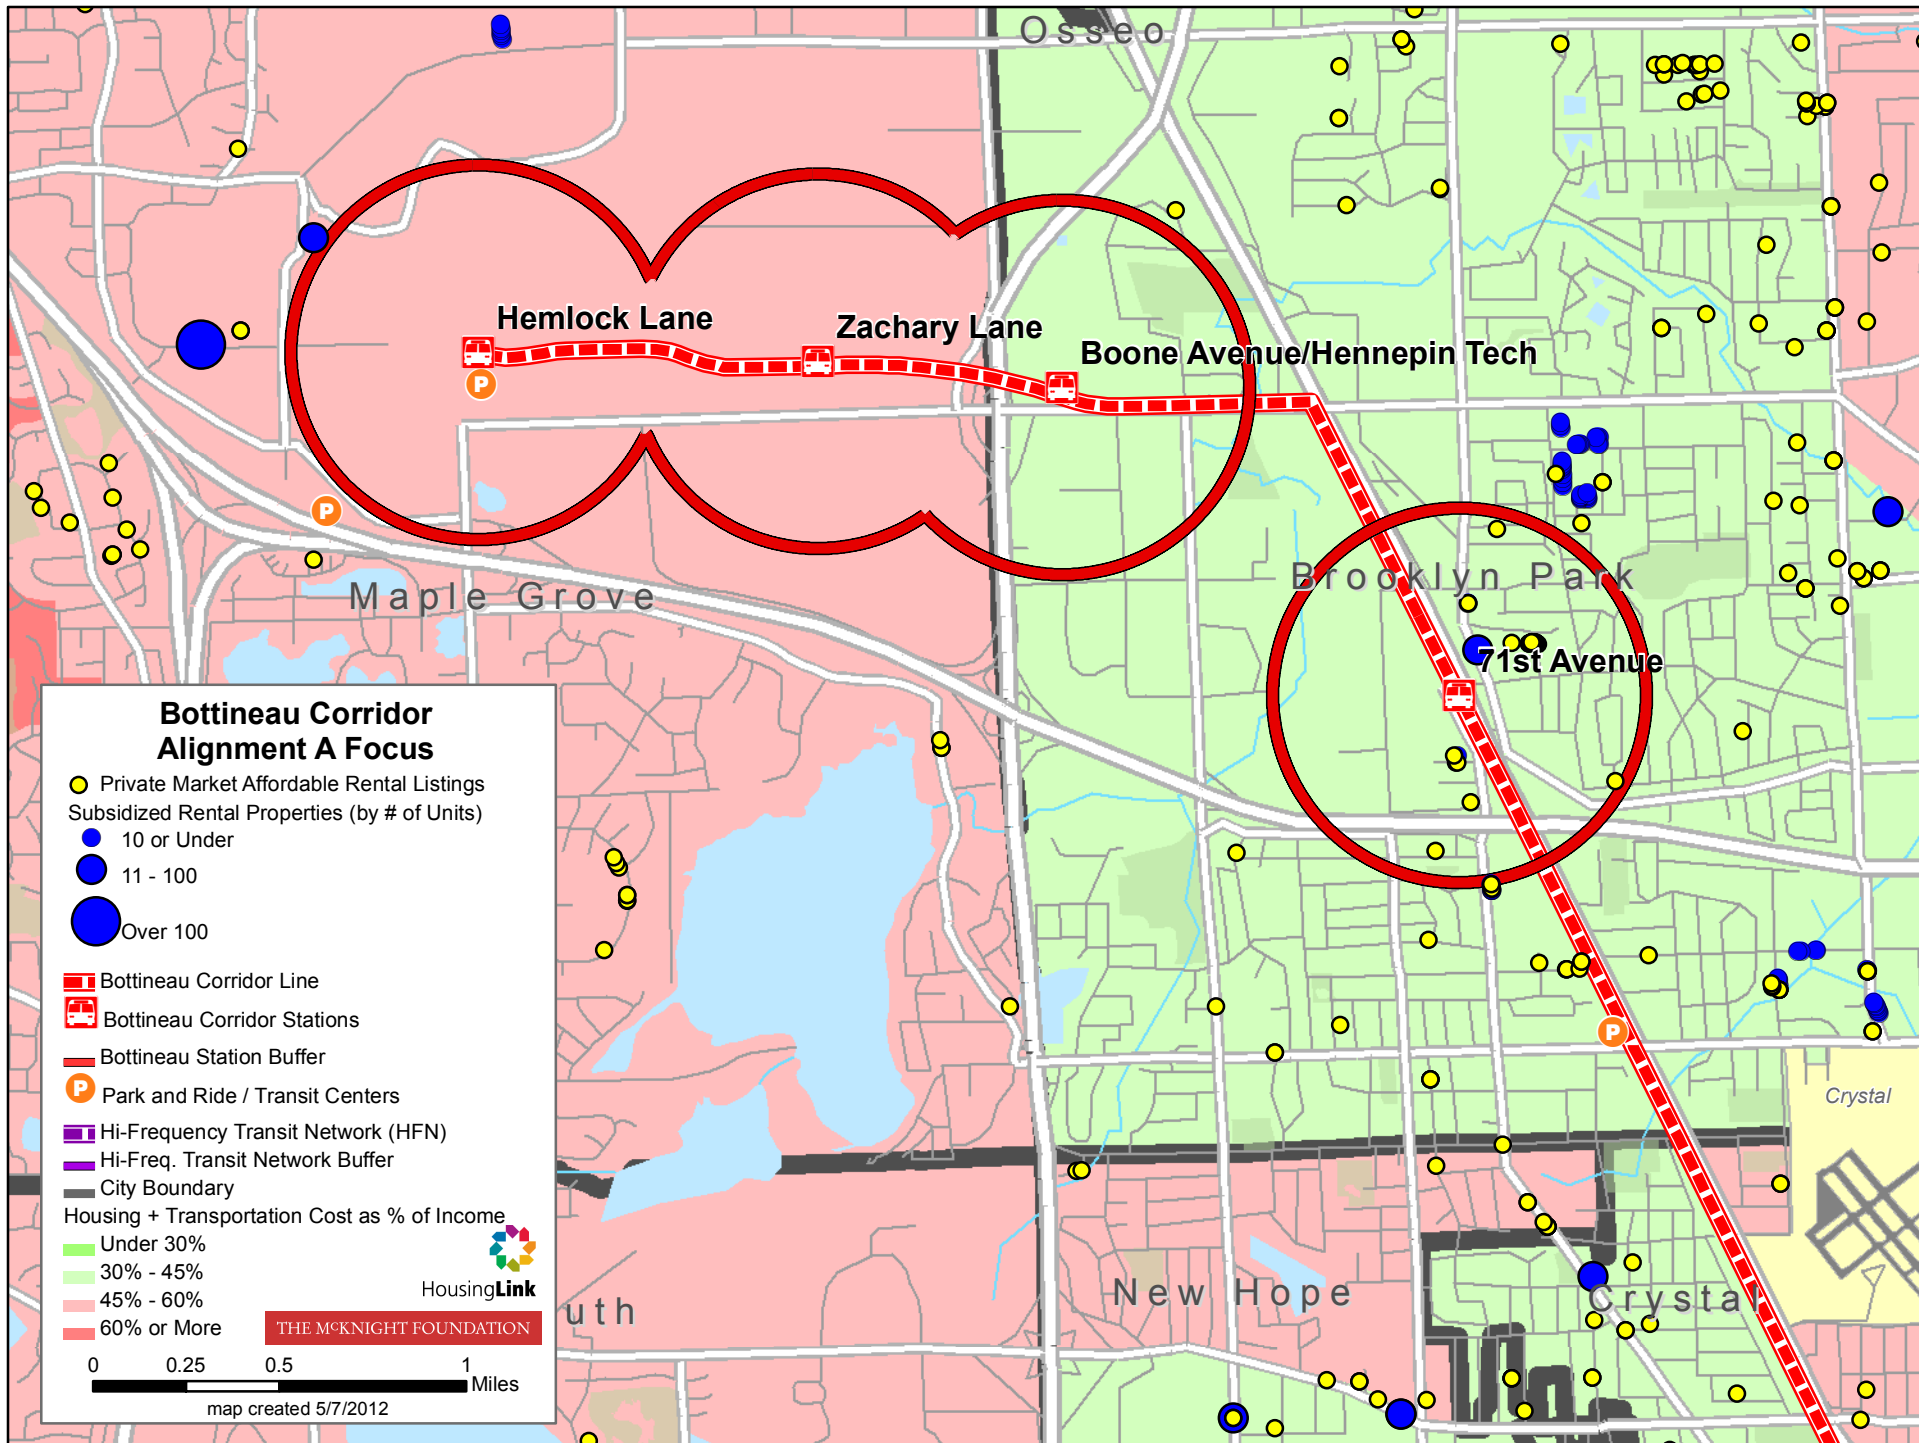 Osseo
Hemlock Lane
Zachary Lane
Boone Avenue/Hennepin Tech
P
P
Brooklyn Park
Maple Grove
71st Avenue
Bottineau Corridor
Alignment A Focus
Private Market Affordable Rental Listings
Subsidized Rental Properties (by # of Units)
10 or Under
11 - 100
Over 100
Bottineau Corridor Line
Bottineau Corridor Stations
Bottineau Station Buffer
P Park and Ride / Transit Centers
Hi-Frequency Transit Network (HFN)
Hi-Freq. Transit Network Buffer
City Boundary
Housing + Transportation Cost as % of Income
Under 30%
30% - 45%
45% - 60%
60% or More
HousingLink
THE McKNIGHT FOUNDATION
0 0.25 0.5 1
Miles
map created 5/7/2012
P
Crystal
New Hope
Crystal
uth